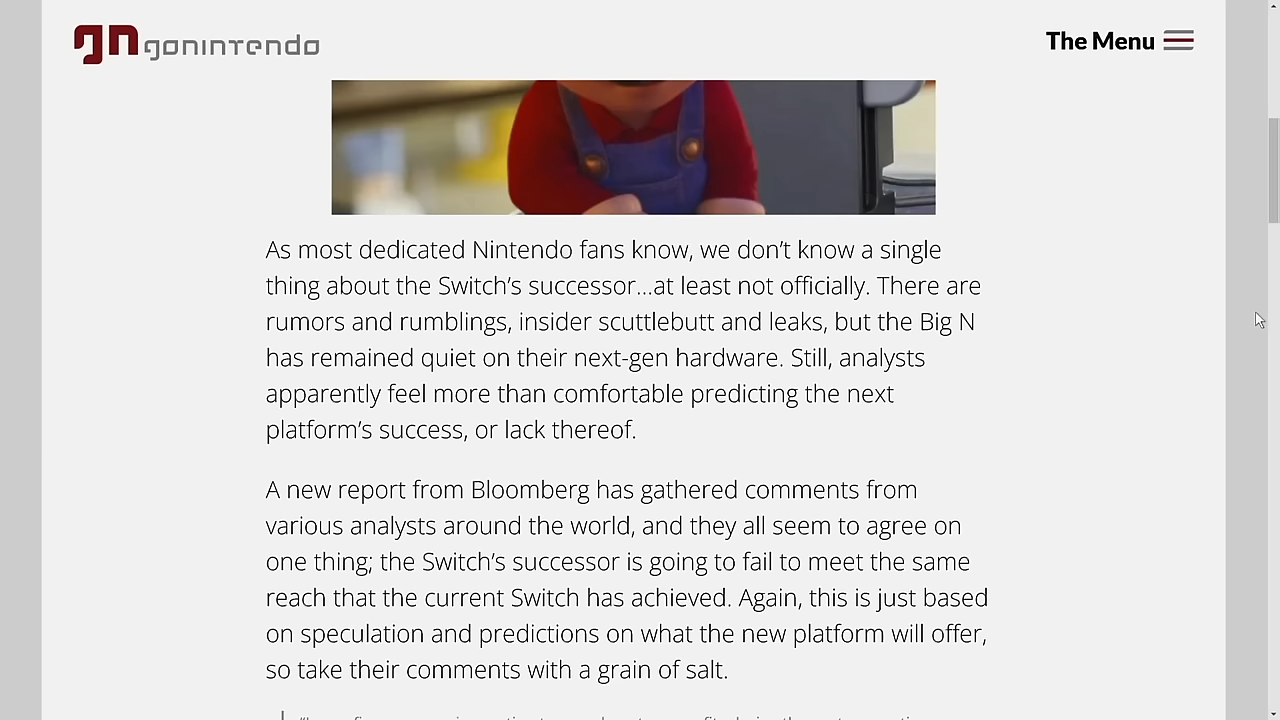 gonintendo
The Menu
As most dedicated Nintendo fans know, we don’t know a single
thing about the Switch’s successor...at least not officially. There are
rumors and rumblings, insider scuttlebutt and leaks, but the Big N
has remained quiet on their next-gen hardware. Still, analysts
apparently feel more than comfortable predicting the next
platform’s success, or lack thereof.
A new report from Bloomberg has gathered comments from
various analysts around the world, and they all seem to agree on
one thing; the Switch’s successor is going to fail to meet the same
reach that the current Switch has achieved. Again, this is just based
on speculation and predictions on what the new platform will offer,
so take their comments with a grain of salt.